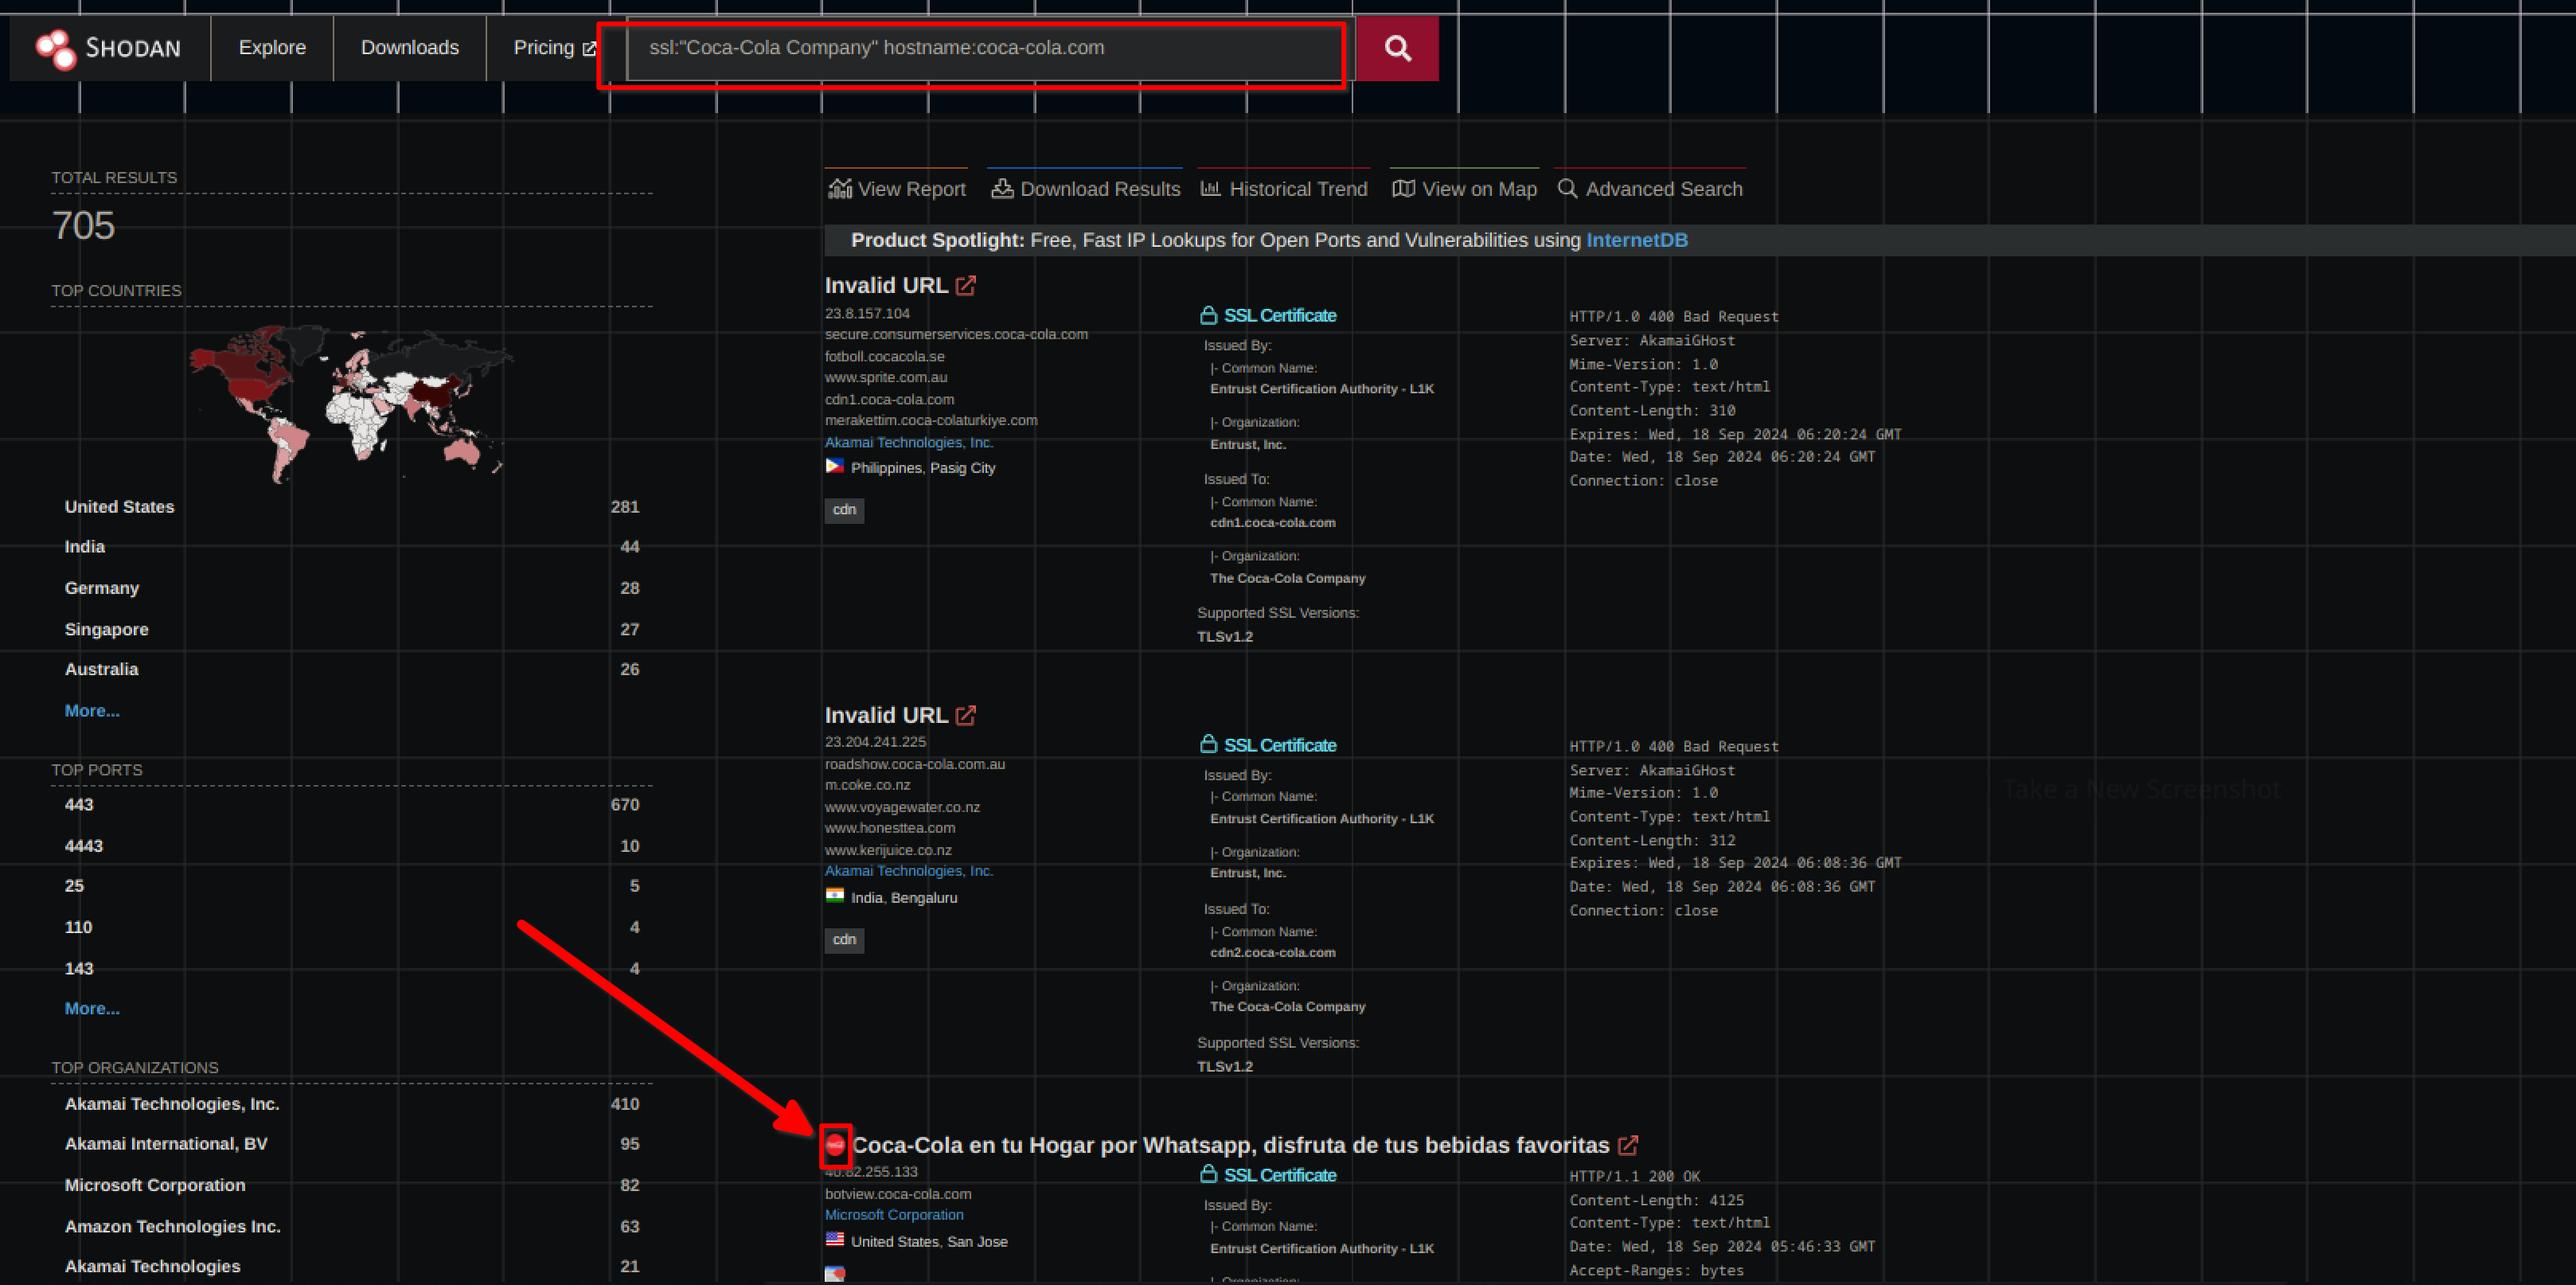 SHODAN
Explore
Downloads
Pricing
ssl:"Coca-Cola Company" hostname:coca-cola.com
TOTAL RESULTS
705
TOP COUNTRIES
United States 281
India 44
Germany 28
Singapore 27
Australia 26
More...
TOP PORTS
443 670
4443 10
25 5
110 4
143 4
More...
TOP ORGANIZATIONS
Akamai Technologies, Inc. 410
Akamai International, BV 95
Microsoft Corporation 82
Amazon Technologies Inc. 63
Akamai Technologies 21
View Report
Download Results
Historical Trend
View on Map
Advanced Search
Product Spotlight: Free, Fast IP Lookups for Open Ports and Vulnerabilities using InternetDB
Invalid URL
23.8.157.104
secure.consumerservices.coca-cola.com
fotboll.cocacola.se
www.sprite.com.au
cdn1.coca-cola.com
merakettim.coca-colaturkiye.com
Akamai Technologies, Inc.
Philippines, Pasig City
cdn
SSL Certificate
Issued By:
|- Common Name:
Entrust Certification Authority - L1K
|- Organization:
Entrust, Inc.
Issued To:
|- Common Name:
cdn1.coca-cola.com
|- Organization:
The Coca-Cola Company
Supported SSL Versions:
TLSv1.2
HTTP/1.0 400 Bad Request
Server: AkamaiGHost
Mime-Version: 1.0
Content-Type: text/html
Content-Length: 310
Expires: Wed, 18 Sep 2024 06:20:24 GMT
Date: Wed, 18 Sep 2024 06:20:24 GMT
Connection: close
Invalid URL
23.204.241.225
roadshow.coca-cola.com.au
m.coke.co.nz
www.voyagewater.co.nz
www.honesttea.com
www.kerijuice.co.nz
Akamai Technologies, Inc.
India, Bengaluru
cdn
SSL Certificate
Issued By:
|- Common Name:
Entrust Certification Authority - L1K
|- Organization:
Entrust, Inc.
Issued To:
|- Common Name:
cdn2.coca-cola.com
|- Organization:
The Coca-Cola Company
Supported SSL Versions:
TLSv1.2
HTTP/1.0 400 Bad Request
Server: AkamaiGHost
Mime-Version: 1.0
Content-Type: text/html
Content-Length: 312
Expires: Wed, 18 Sep 2024 06:08:36 GMT
Date: Wed, 18 Sep 2024 06:08:36 GMT
Connection: close
Take a New Screenshot
Coca-Cola en tu Hogar por Whatsapp, disfruta de tus bebidas favoritas
40.82.255.133
botview.coca-cola.com
Microsoft Corporation
United States, San Jose
SSL Certificate
Issued By:
|- Common Name:
Entrust Certification Authority - L1K
|- Organization:
HTTP/1.1 200 OK
Content-Length: 4125
Content-Type: text/html
Date: Wed, 18 Sep 2024 05:46:33 GMT
Accept-Ranges: bytes